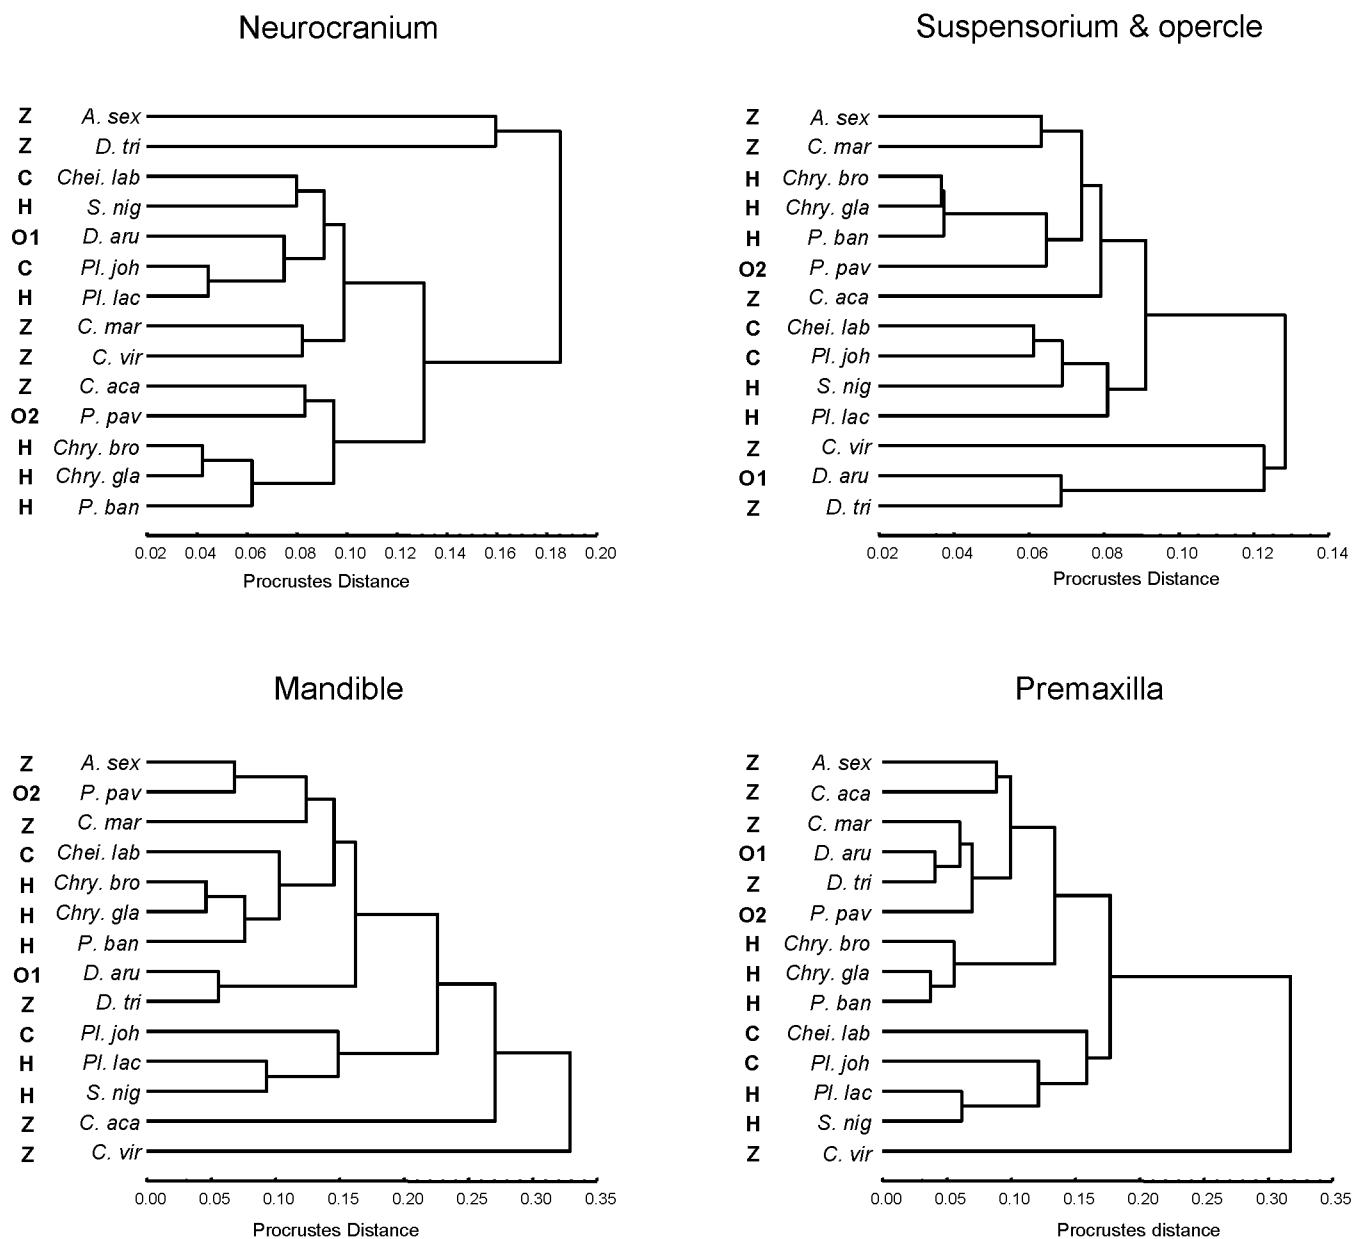 Neurocranium
Z A. sex
Z D. tri
C Chei. lab
H S. nig
O1 D. aru
C Pl. joh
H Pl. lac
Z C. mar
Z C. vir
Z C. aca
O2 P. pav
H Chry. bro
H Chry. gla
H P. ban
0.02 0.04 0.06 0.08 0.10 0.12 0.14 0.16 0.18 0.20
Procrustes Distance
Suspensorium & opercle
Z A. sex
Z C. mar
H Chry. bro
H Chry. gla
H P. ban
O2 P. pav
Z C. aca
C Chei. lab
C Pl. joh
H S. nig
H Pl. lac
Z C. vir
O1 D. aru
Z D. tri
0.02 0.04 0.06 0.08 0.10 0.12 0.14
Procrustes Distance
Mandible
Z A. sex
O2 P. pav
Z C. mar
C Chei. lab
H Chry. bro
H Chry. gla
H P. ban
O1 D. aru
Z D. tri
C Pl. joh
H Pl. lac
H S. nig
Z C. aca
Z C. vir
0.00 0.05 0.10 0.15 0.20 0.25 0.30 0.35
Procrustes Distance
Premaxilla
Z A. sex
Z C. aca
Z C. mar
O1 D. aru
Z D. tri
O2 P. pav
H Chry. bro
H Chry. gla
H P. ban
C Chei. lab
C Pl. joh
H Pl. lac
H S. nig
Z C. vir
0.00 0.05 0.10 0.15 0.20 0.25 0.30 0.35
Procrustes distance